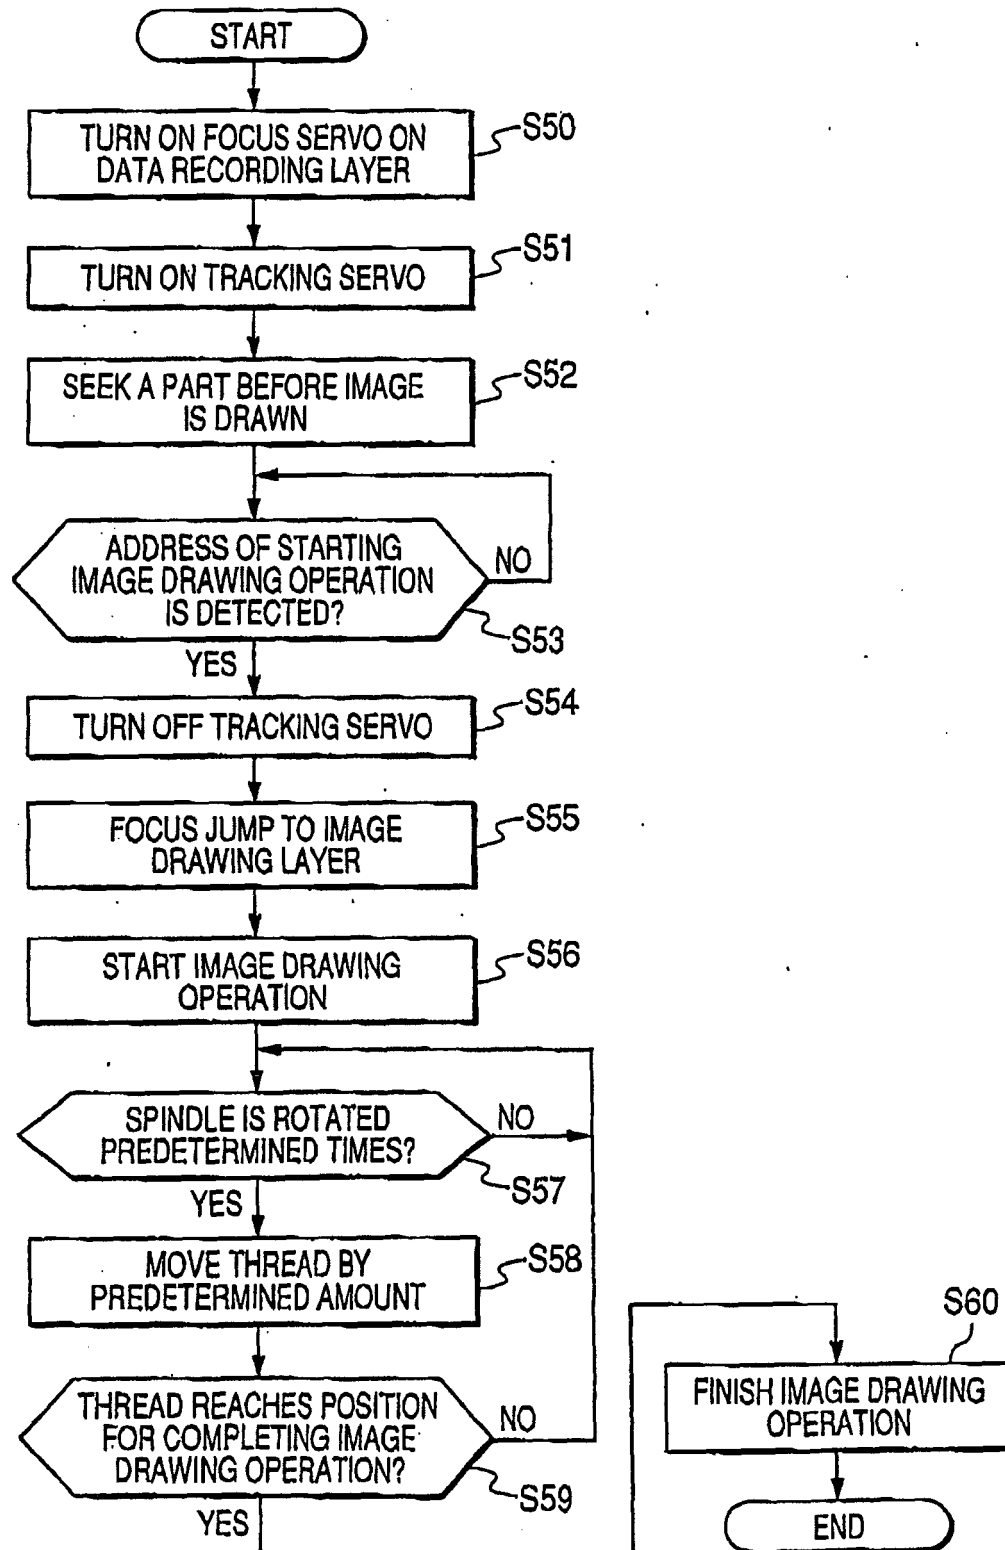 START
TURN ON FOCUS SERVO ON
DATA RECORDING LAYER
S50
TURN ON TRACKING SERVO
S51
SEEK A PART BEFORE IMAGE
IS DRAWN
S52
ADDRESS OF STARTING
IMAGE DRAWING OPERATION
IS DETECTED?
NO
S53
YES
TURN OFF TRACKING SERVO
S54
FOCUS JUMP TO IMAGE
DRAWING LAYER
S55
START IMAGE DRAWING
OPERATION
S56
SPINDLE IS ROTATED
PREDETERMINED TIMES?
NO
S57
YES
MOVE THREAD BY
PREDETERMINED AMOUNT
S58
THREAD REACHES POSITION
FOR COMPLETING IMAGE
DRAWING OPERATION?
NO
S59
YES
S60
FINISH IMAGE DRAWING
OPERATION
END